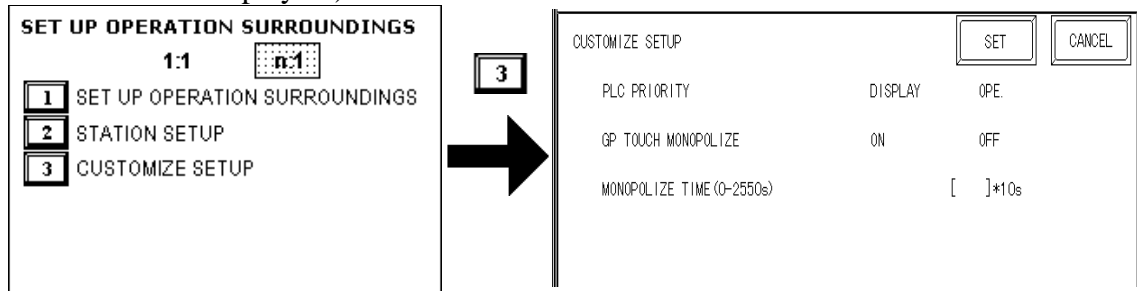 SET UP OPERATION SURROUNDINGS
1:1 n:1
1 SET UP OPERATION SURROUNDINGS
2 STATION SETUP
3 CUSTOMIZE SETUP
3
CUSTOMIZE SETUP SET CANCEL
PLC PRIORITY DISPLAY OPE.
GP TOUCH MONOPOLIZE ON OFF
MONOPOLIZE TIME(0-2550s) [ ]*10s